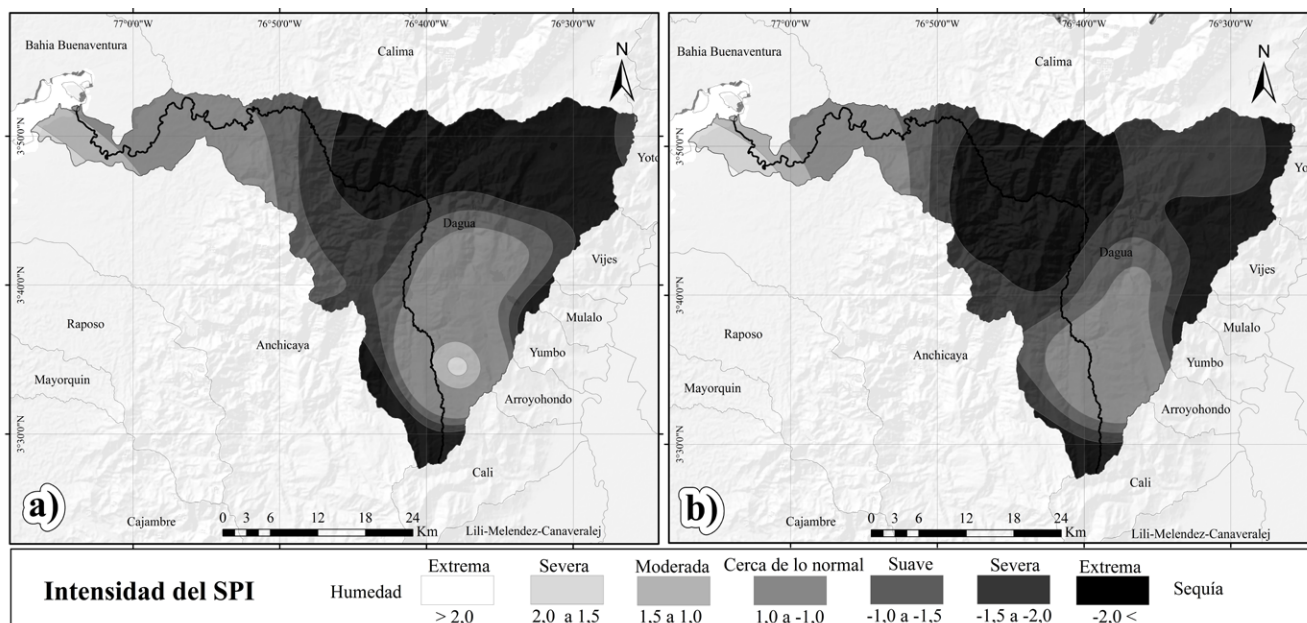 77°0'0"W 76°50'0"W 76°40'0"W 76°30'0"W
Bahia Buenaventura
Calima
N
3°50'0"N
Yoto
Dagua
Vijes
3°40'0"N
Mulalo
Raposo
Anchicaya
Yumbo
Mayorquin
Arroyohondo
3°30'0"N
Cali
a)
Cajambre
0 3 6 12 18 24
Km
Lili-Melendez-Canaveralej
77°0'0"W 76°50'0"W 76°40'0"W 76°30'0"W
Bahia Buenaventura
Calima
N
3°50'0"N
Yo
Dagua
Vijes
3°40'0"N
Mulalo
Raposo
Anchicaya
Yumbo
Mayorquin
Arroyohondo
3°30'0"N
Cali
b)
Cajambre
0 3 6 12 18 24
Km
Lili-Melendez-Canaveralej
Intensidad del SPI
Humedad
Extrema Severa Moderada Cerca de lo normal Suave Severa Extrema
Sequía
> 2,0 2,0 a 1,5 1,5 a 1,0 1,0 a -1,0 -1,0 a -1,5 -1,5 a -2,0 -2,0 <